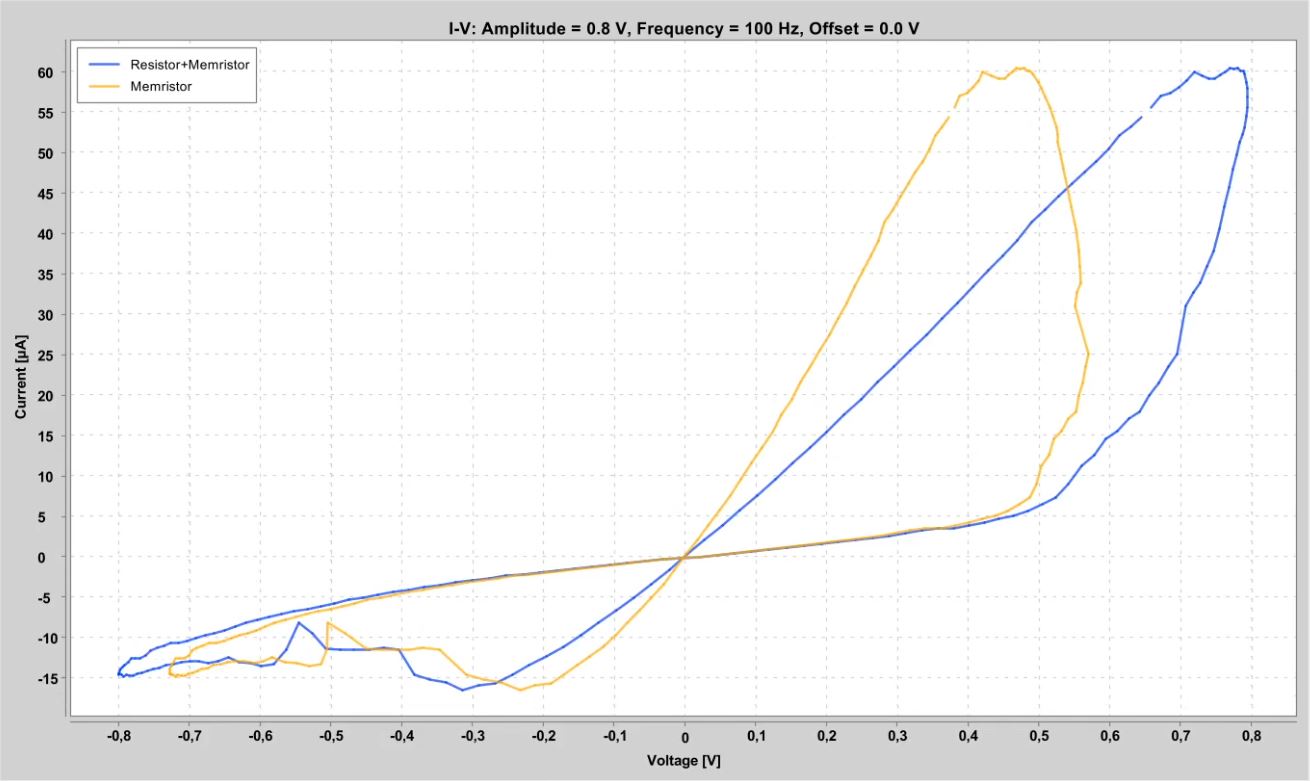 I-V: Amplitude = 0.8 V, Frequency = 100 Hz, Offset = 0.0 V
Resistor+Memristor
Memristor
60
55
50
45
40
35
30
25
20
15
10
5
0
-5
-10
-15
Current [µA]
-0,8 -0,7 -0,6 -0,5 -0,4 -0,3 -0,2 -0,1 0 0,1 0,2 0,3 0,4 0,5 0,6 0,7 0,8
Voltage [V]